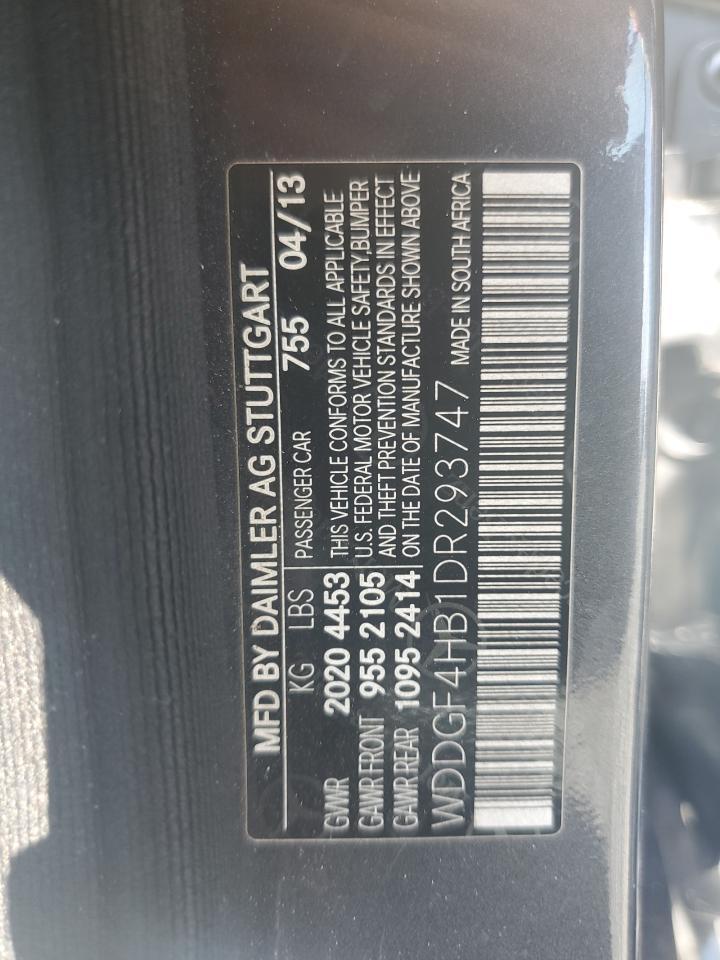 MFD BY DAIMLER AG STUTTGART
KG LBS PASSENGER CAR 755 04/13
GVWR 2020 4453 THIS VEHICLE CONFORMS TO ALL APPLICABLE
GAWR FRONT 955 2105 U.S. FEDERAL MOTOR VEHICLE SAFETY,BUMPER
GAWR REAR 1095 2414 AND THEFT PREVENTION STANDARDS IN EFFECT
ON THE DATE OF MANUFACTURE SHOWN ABOVE
WDDGF4HB1DR293747 MADE IN SOUTH AFRICA